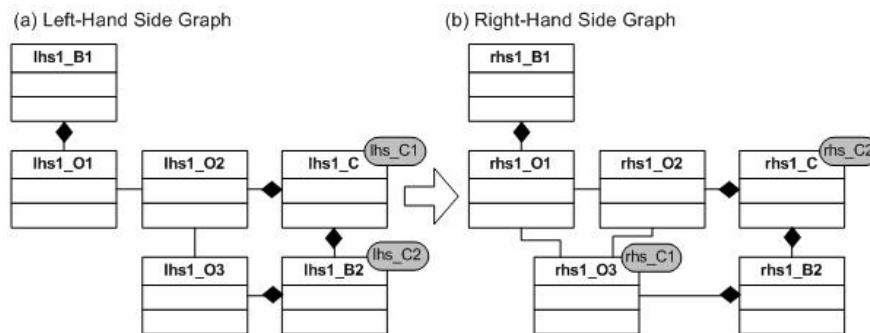 (a) Left-Hand Side Graph
(b) Right-Hand Side Graph
lhs1_B1
rhs1_B1
lhs1_O1
lhs1_O2
lhs1_C
lhs_C1
rhs1_O1
rhs1_O2
rhs1_C
rhs_C2
lhs1_O3
lhs1_B2
lhs_C2
rhs1_O3
rhs_C1
rhs1_B2